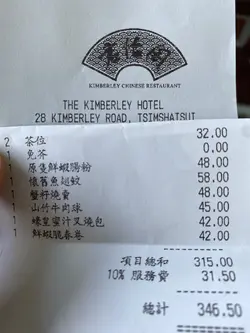 KIMBERLEY CHINESE RESTAURANT
THE KIMBERLEY HOTEL
28 KIMBERLEY ROAD, TSIMSHATSUI
2 茶位 32.00
1 免芥 0.00
1 原隻鮮蝦腸粉 48.00
1 懷舊魚翅餃 58.00
1 蟹籽燒賣 48.00
1 山竹牛肉球 45.00
1 蠔皇蜜汁叉燒包 42.00
1 鮮蝦脆春卷 42.00
項目總和 315.00
10% 服務費 31.50
總計 346.50